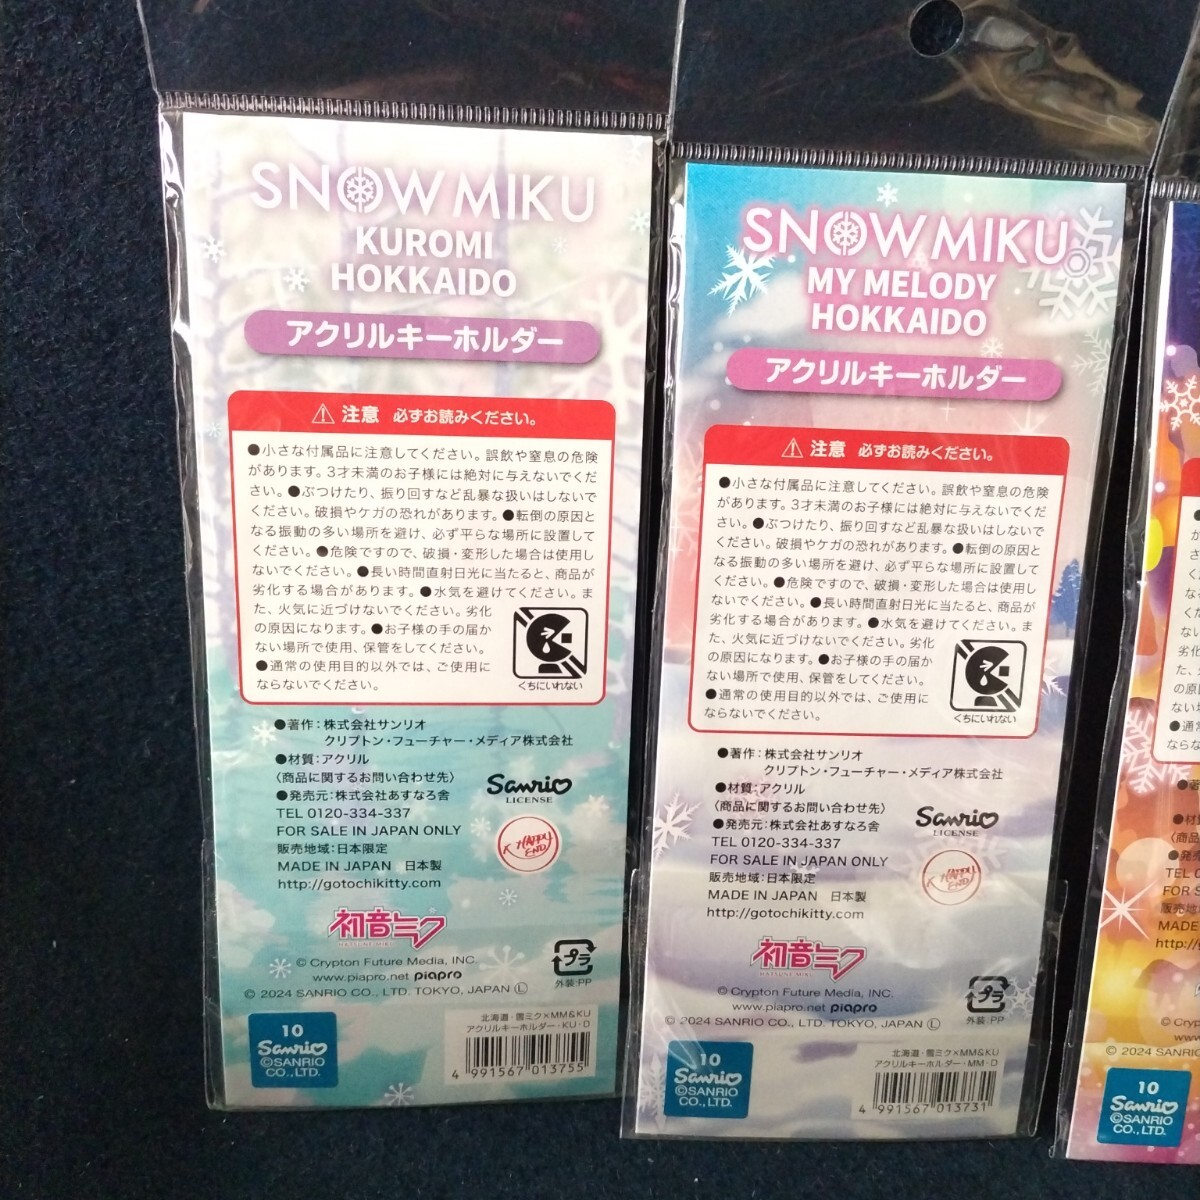 SNOW MIKU
KUROMI
HOKKAIDO
アクリルキーホルダー
注意 必ずお読みください。
●小さな付属品に注意してください。誤飲や窒息の危険
があります。3才未満のお子様には絶対に与えないでくだ
さい。●ぶつけたり、振り回すなど乱暴な扱いはしないで
ください。破損やケガの恐れがあります。●転倒の原因と
なる振動の多い場所を避け、必ず平らな場所に設置して
ください。●危険ですので、破損・変形した場合は使用し
ないでください。●長い時間直射日光に当たると、商品が
劣化する場合があります。●水気を避けてください。ま
た、火気に近づけないでください。劣化
の原因になります。●お子様の手の届か
ない場所で使用、保管をしてください。
●通常の使用目的以外では、ご使用に
ならないでください。
くちにいれない
●著作：株式会社サンリオ
クリプトン・フューチャー・メディア株式会社
●材質：アクリル
〈商品に関するお問い合わせ先〉
●発売元：株式会社あすなろ舎
TEL 0120-334-337
FOR SALE IN JAPAN ONLY
販売地域：日本限定
MADE IN JAPAN 日本製
http://gotochikitty.com
Sanrio
LICENSE
HAPPY
END
初音ミク
HATSUNE MIKU
© Crypton Future Media, INC.
www.piapro.net piapro
© 2024 SANRIO CO., LTD. TOKYO, JAPAN Ⓛ
プラ
外装:PP
10
Sanrio
©SANRIO
CO.,LTD.
北海道・雪ミク×MM&KU
アクリルキーホルダー・KU・D
4 991567 013755
SNOW MIKU
MY MELODY
HOKKAIDO
アクリルキーホルダー
注意 必ずお読みください。
●小さな付属品に注意してください。誤飲や窒息の危険
があります。3才未満のお子様には絶対に与えないでくだ
さい。●ぶつけたり、振り回すなど乱暴な扱いはしないで
ください。破損やケガの恐れがあります。●転倒の原因と
なる振動の多い場所を避け、必ず平らな場所に設置して
ください。●危険ですので、破損・変形した場合は使用し
ないでください。●長い時間直射日光に当たると、商品が
劣化する場合があります。●水気を避けてください。ま
た、火気に近づけないでください。劣化
の原因になります。●お子様の手の届か
ない場所で使用、保管をしてください。
●通常の使用目的以外では、ご使用に
ならないでください。
くちにいれない
●著作：株式会社サンリオ
クリプトン・フューチャー・メディア株式会社
●材質：アクリル
〈商品に関するお問い合わせ先〉
●発売元：株式会社あすなろ舎
TEL 0120-334-337
FOR SALE IN JAPAN ONLY
販売地域：日本限定
MADE IN JAPAN 日本製
http://gotochikitty.com
Sanrio
LICENSE
HAPPY
END
初音ミク
HATSUNE MIKU
© Crypton Future Media, INC.
www.piapro.net piapro
© 2024 SANRIO CO., LTD. TOKYO, JAPAN Ⓛ
プラ
外装:PP
10
Sanrio
©SANRIO
CO.,LTD.
北海道・雪ミク×MM&KU
アクリルキーホルダー・MM・D
4 991567 013731
TEL 0
FOR S
販売地
MADE
http://g
© Cryp
www.
© 2024 SANRI
10
Sanrio
©SANRIO
CO.,LTD.